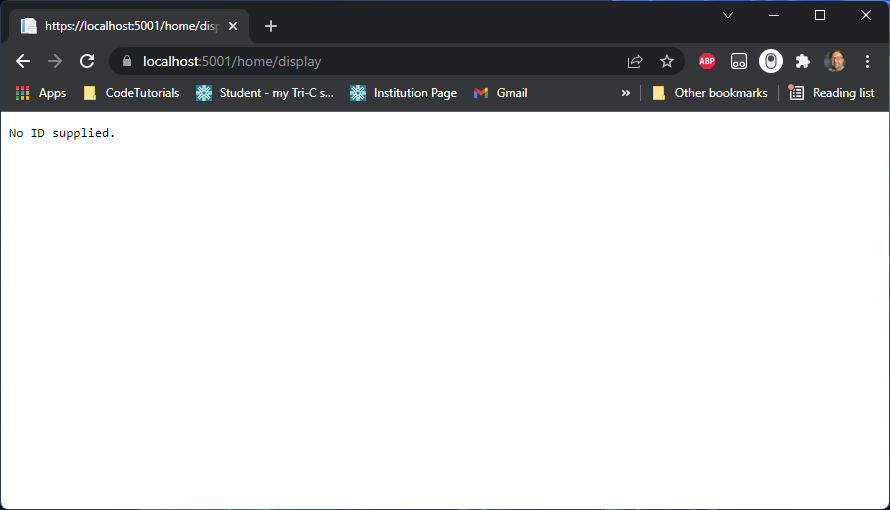 https://localhost:5001/home/disp
localhost:5001/home/display
ABP
Apps
CodeTutorials
Student - my Tri-C s...
Institution Page
Gmail
»
Other bookmarks
Reading list
No ID supplied.